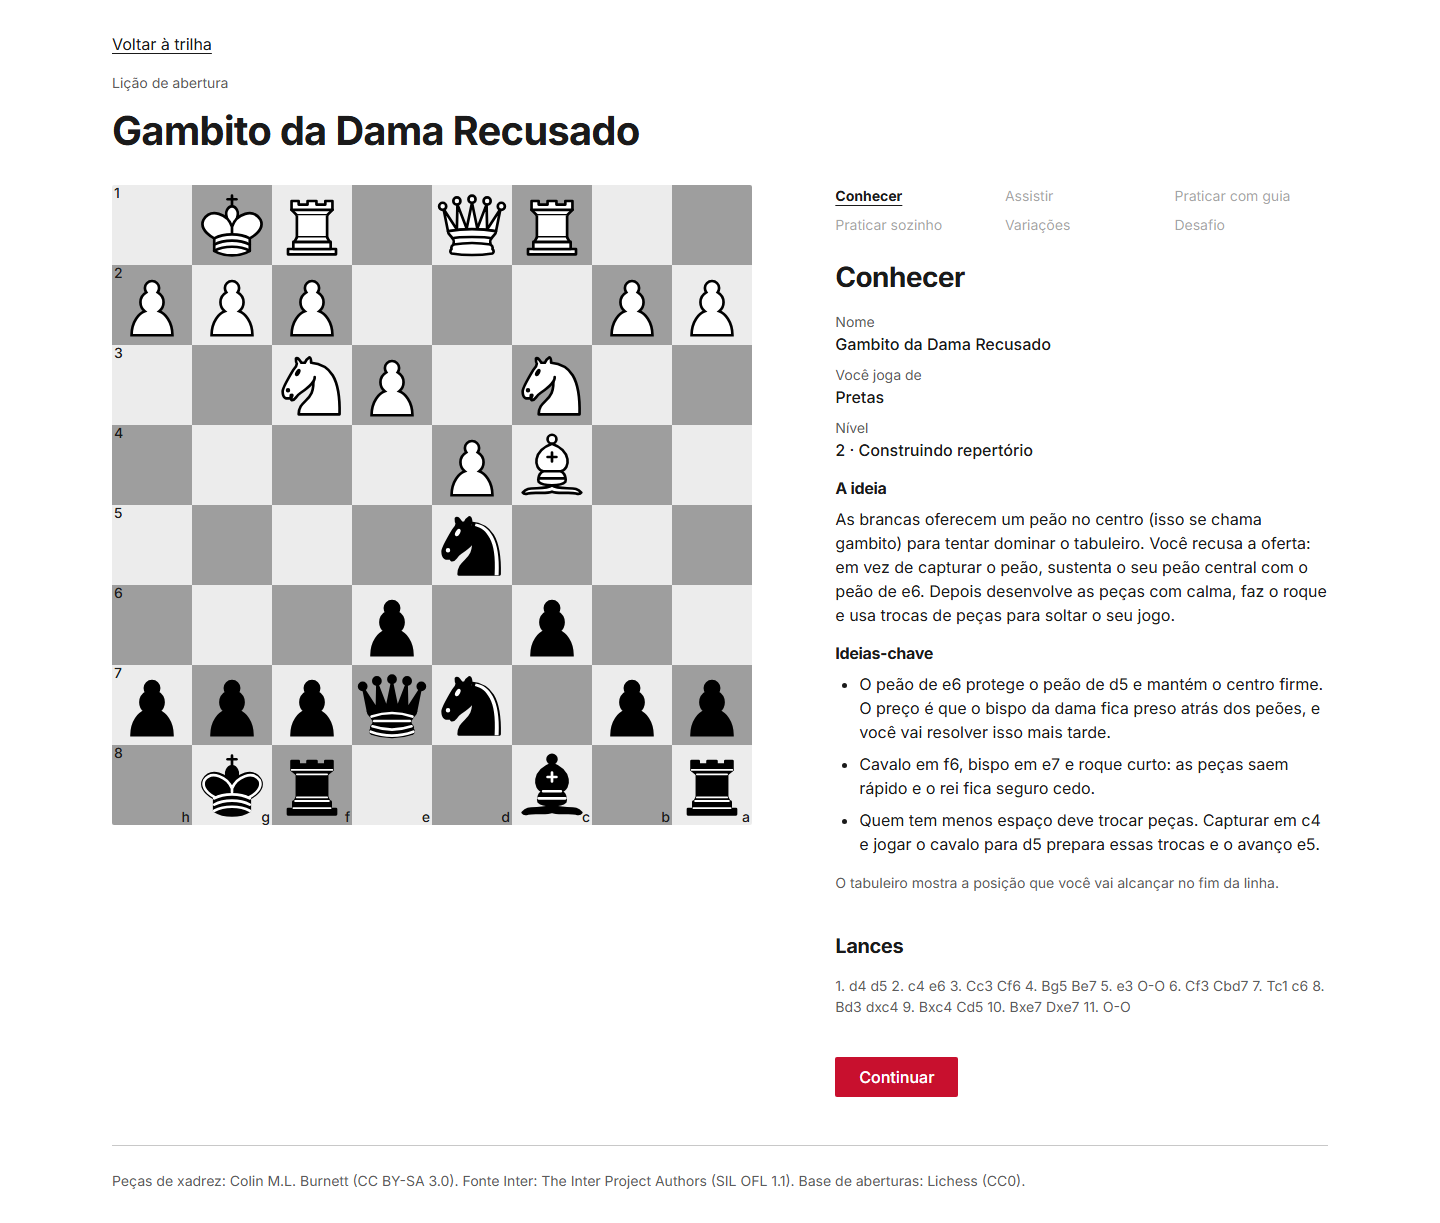 Voltar à trilha
Lição de abertura
Gambito da Dama Recusado
1
2
3
4
5
6
7
8
h g f e d c b a
Conhecer Assistir Praticar com guia
Praticar sozinho Variações Desafio
Conhecer
Nome
Gambito da Dama Recusado
Você joga de
Pretas
Nível
2 · Construindo repertório
A ideia
As brancas oferecem um peão no centro (isso se chama
gambito) para tentar dominar o tabuleiro. Você recusa a oferta:
em vez de capturar o peão, sustenta o seu peão central com o
peão de e6. Depois desenvolve as peças com calma, faz o roque
e usa trocas de peças para soltar o seu jogo.
Ideias-chave
• O peão de e6 protege o peão de d5 e mantém o centro firme.
O preço é que o bispo da dama fica preso atrás dos peões, e
você vai resolver isso mais tarde.
• Cavalo em f6, bispo em e7 e roque curto: as peças saem
rápido e o rei fica seguro cedo.
• Quem tem menos espaço deve trocar peças. Capturar em c4
e jogar o cavalo para d5 prepara essas trocas e o avanço e5.
O tabuleiro mostra a posição que você vai alcançar no fim da linha.
Lances
1. d4 d5 2. c4 e6 3. Cc3 Cf6 4. Bg5 Be7 5. e3 O-O 6. Cf3 Cbd7 7. Tc1 c6 8.
Bd3 dxc4 9. Bxc4 Cd5 10. Bxe7 Dxe7 11. O-O
Continuar
Peças de xadrez: Colin M.L. Burnett (CC BY-SA 3.0). Fonte Inter: The Inter Project Authors (SIL OFL 1.1). Base de aberturas: Lichess (CC0).